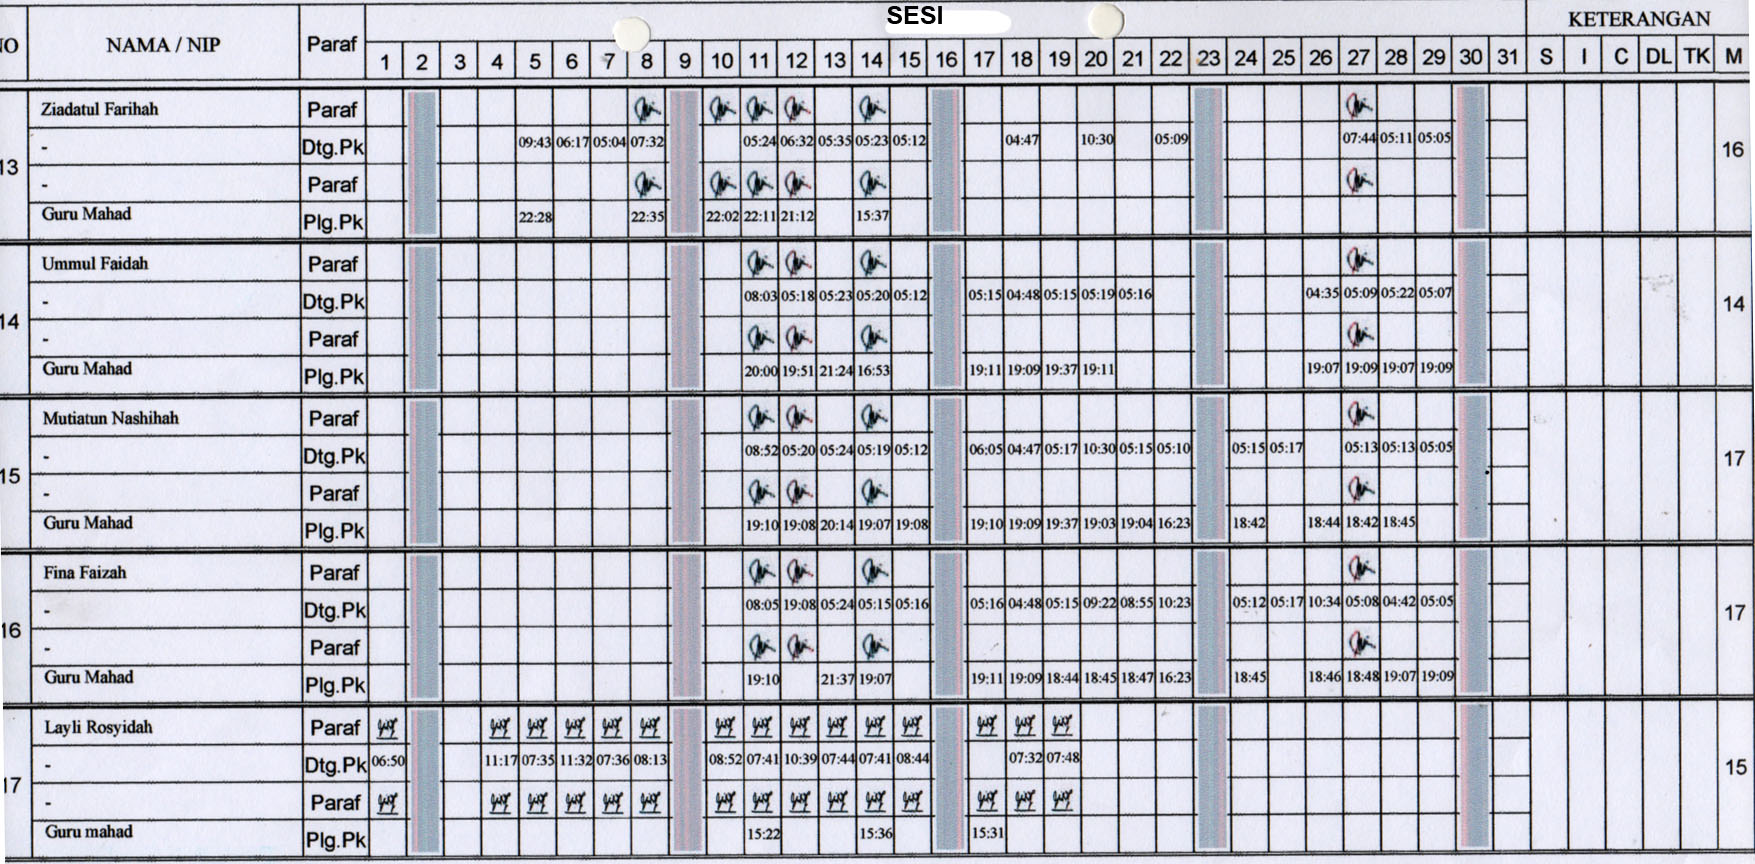 SESI
NO NAMA / NIP Paraf KETERANGAN
1 2 3 4 5 6 7 8 9 10 11 12 13 14 15 16 17 18 19 20 21 22 23 24 25 26 27 28 29 30 31 S I C DL TK M
Ziadatul Farihah Paraf
- Dtg.Pk 09:43 06:17 05:04 07:32 05:24 06:32 05:35 05:23 05:12 04:47 10:30 05:09 07:44 05:11 05:05
13 16
- Paraf
Guru Mahad Plg.Pk 22:28 22:35 22:02 22:11 21:12 15:37
Ummul Faidah Paraf
- Dtg.Pk 08:03 05:18 05:23 05:20 05:12 05:15 04:48 05:15 05:19 05:16 04:35 05:09 05:22 05:07
14 14
- Paraf
Guru Mahad Plg.Pk 20:00 19:51 21:24 16:53 19:11 19:09 19:37 19:11 19:07 19:09 19:07 19:09
Mutiatun Nashihah Paraf
- Dtg.Pk 08:52 05:20 05:24 05:19 05:12 06:05 04:47 05:17 10:30 05:15 05:10 05:15 05:17 05:13 05:13 05:05
15 17
- Paraf
Guru Mahad Plg.Pk 19:10 19:08 20:14 19:07 19:08 19:10 19:09 19:37 19:03 19:04 16:23 18:42 18:44 18:42 18:45
Fina Faizah Paraf
- Dtg.Pk 08:05 19:08 05:24 05:15 05:16 05:16 04:48 05:15 09:22 08:55 10:23 05:12 05:17 10:34 05:08 04:42 05:05
16 17
- Paraf
Guru Mahad Plg.Pk 19:10 21:37 19:07 19:11 19:09 18:44 18:45 18:47 16:23 18:45 18:46 18:48 19:07 19:09
Layli Rosyidah Paraf
- Dtg.Pk 06:50 11:17 07:35 11:32 07:36 08:13 08:52 07:41 10:39 07:44 07:41 08:44 07:32 07:48
17 15
- Paraf
Guru mahad Plg.Pk 15:22 15:36 15:31